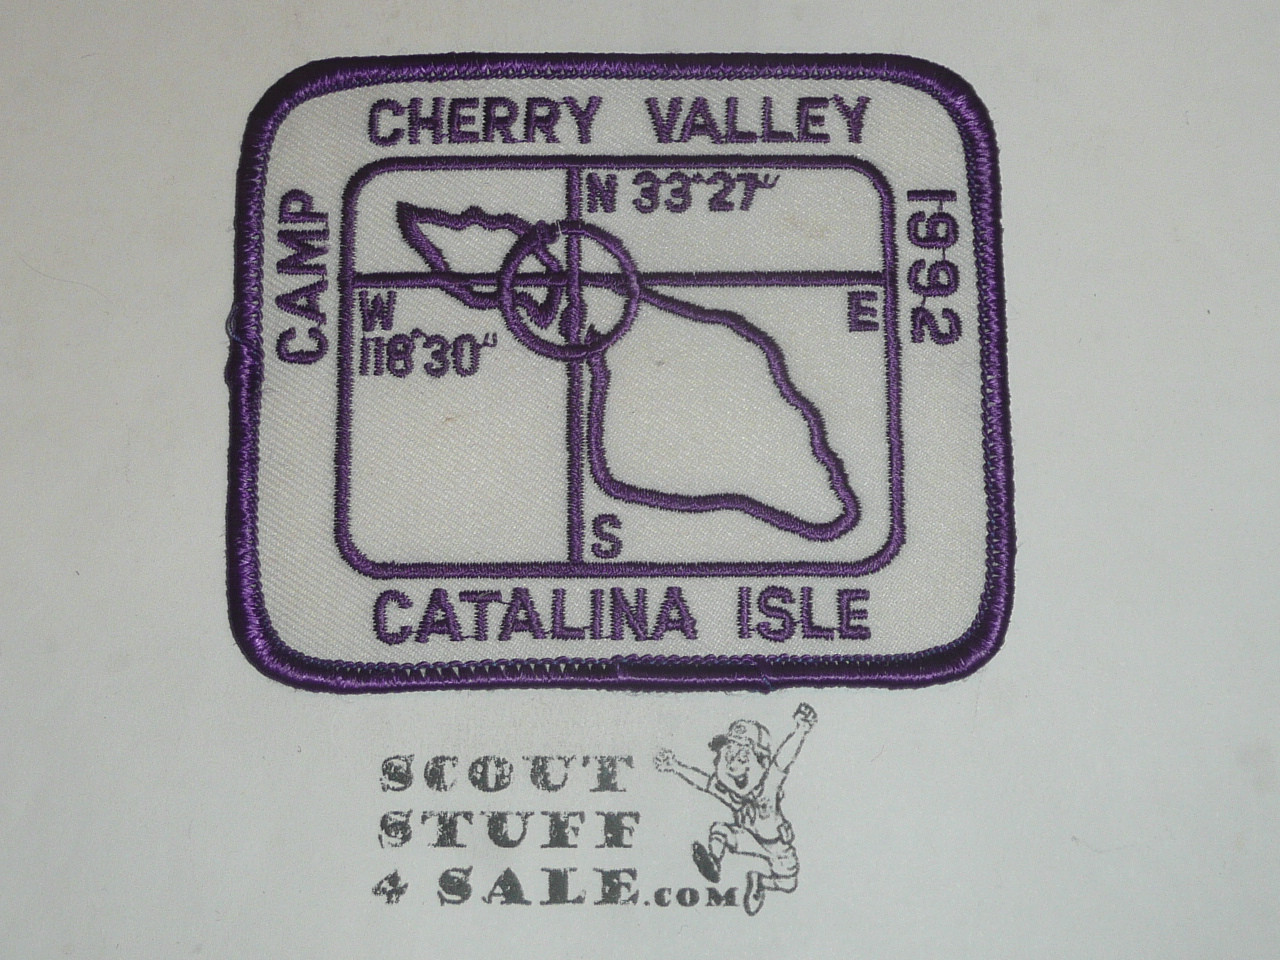 CHERRY VALLEY
CAMP
1992
N 33°27"
W
118°30"
E
S
CATALINA ISLE
SCOUT
STUFF
4 SALE.COM